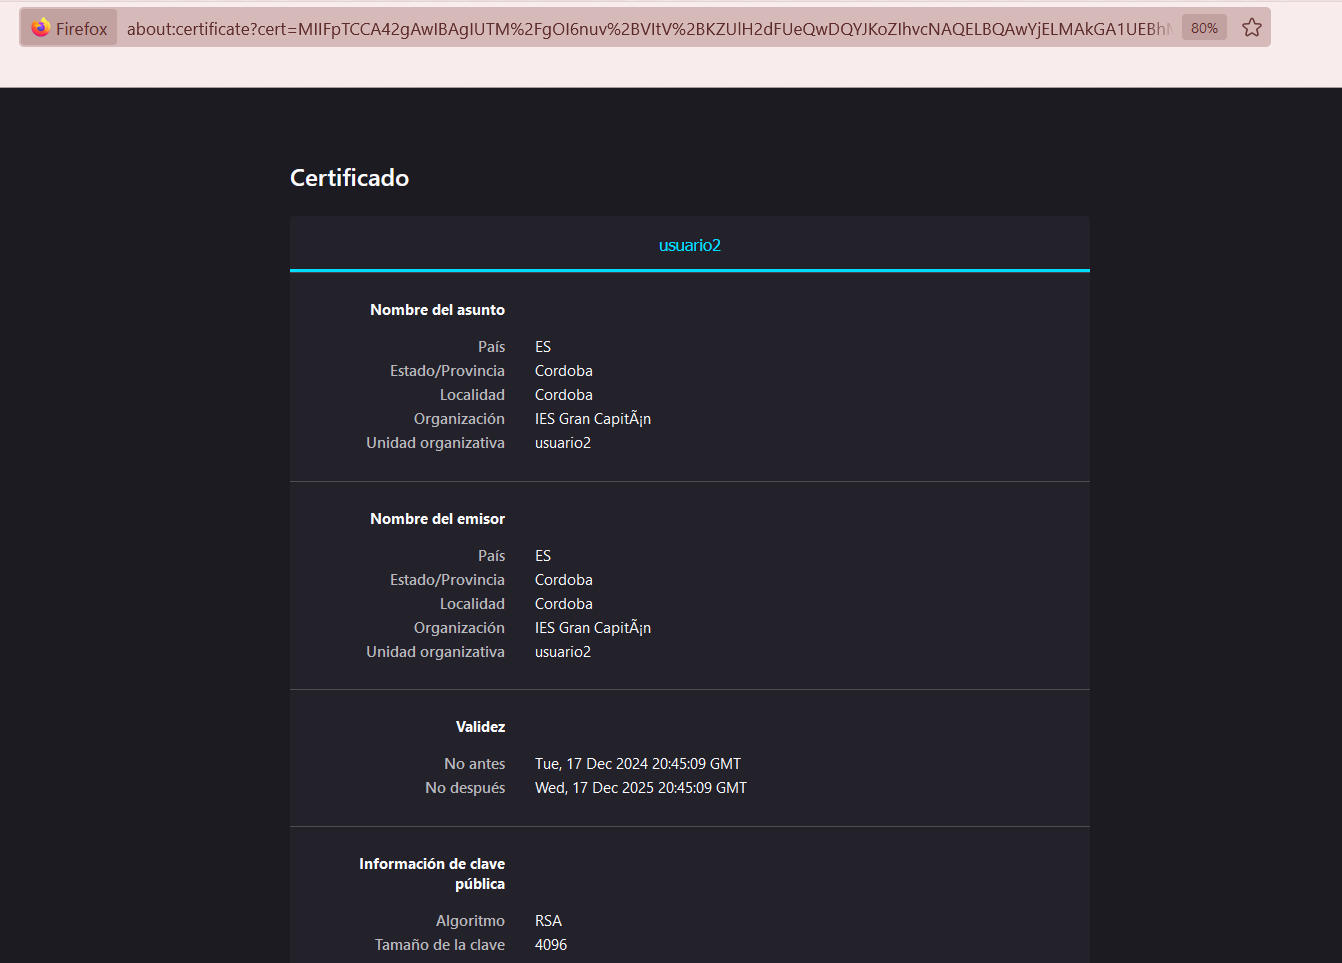 Firefox about:certificate?cert=MIIFpTCCA42gAwIBAgIUTM%2FgOI6nuv%2BVItV%2BKZUlH2dFUeQwDQYJKoZIhvcNAQELBQAwYjELMAkGA1UEBhM 80%
Certificado
usuario2
Nombre del asunto
País ES
Estado/Provincia Cordoba
Localidad Cordoba
Organización IES Gran CapitÃ¡n
Unidad organizativa usuario2
Nombre del emisor
País ES
Estado/Provincia Cordoba
Localidad Cordoba
Organización IES Gran CapitÃ¡n
Unidad organizativa usuario2
Validez
No antes Tue, 17 Dec 2024 20:45:09 GMT
No después Wed, 17 Dec 2025 20:45:09 GMT
Información de clave
pública
Algoritmo RSA
Tamaño de la clave 4096